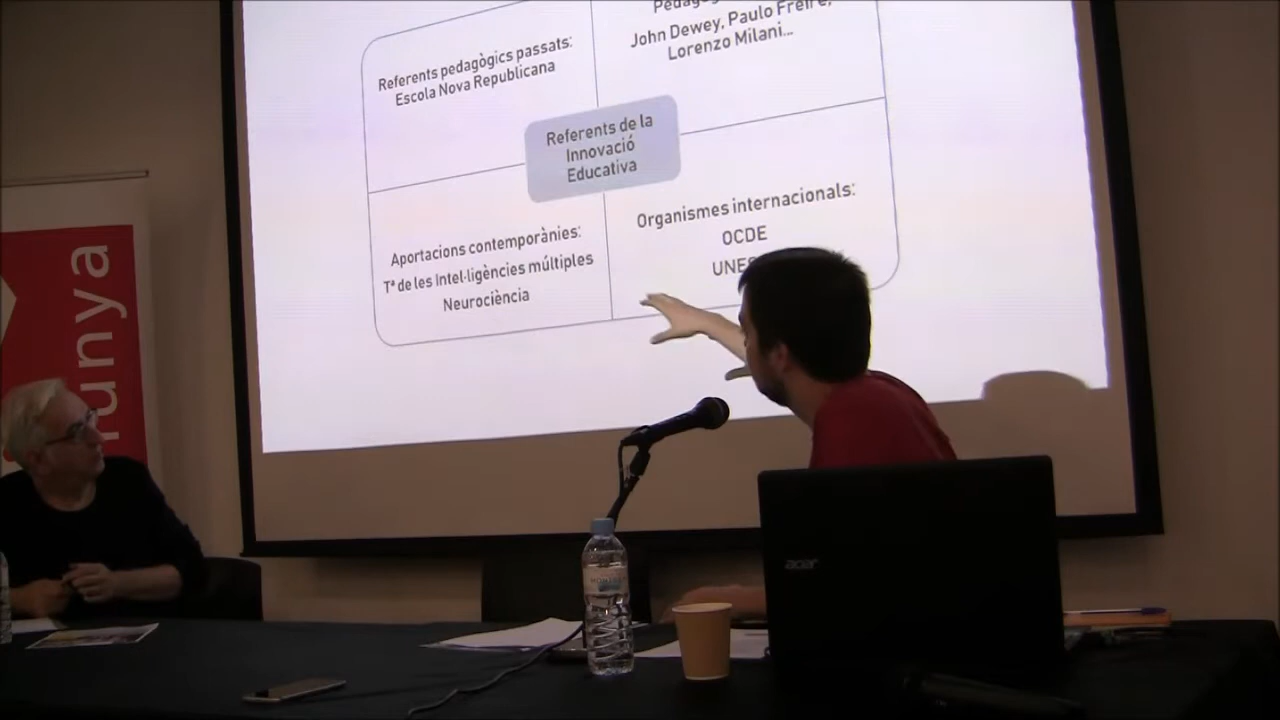 Referents pedagògics passats:
Escola Nova Republicana
John Dewey, Paulo Freire,
Lorenzo Milani...
Referents de la
Innovació
Educativa
Aportacions contemporànies:
Tª de les Intel·ligències múltiples
Neurociència
Organismes internacionals:
OCDE
acer